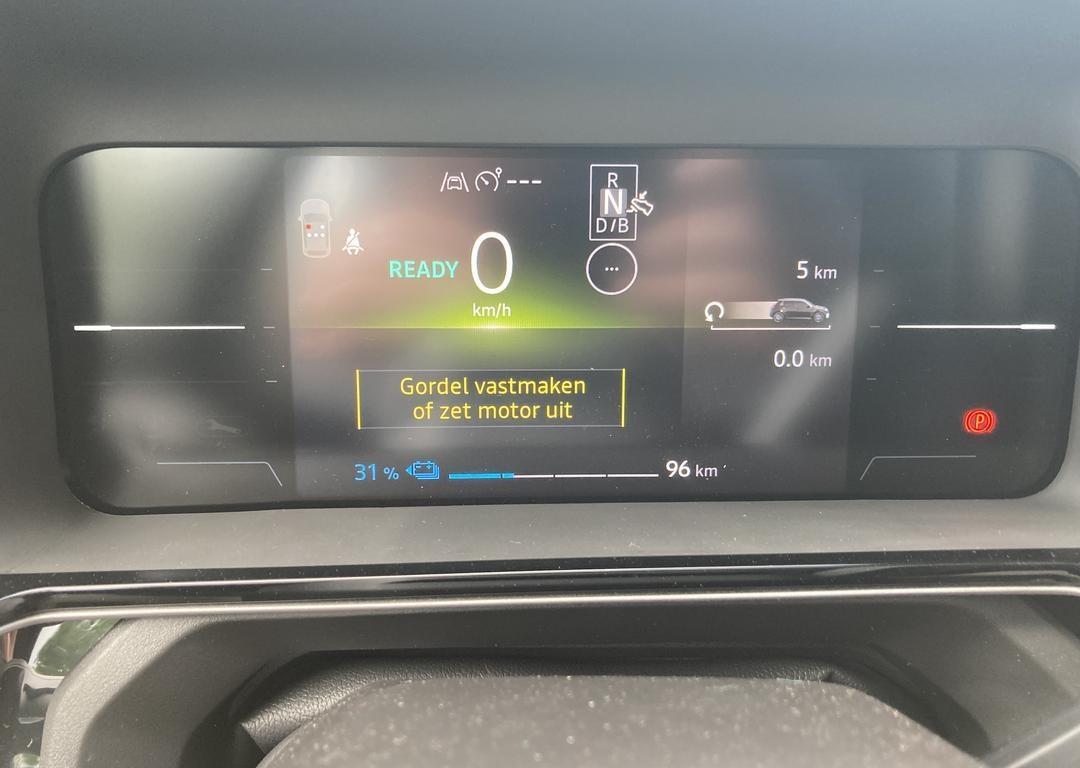 ---
R
N
D/B
READY 0
km/h
...
5 km
0.0 km
Gordel vastmaken
of zet motor uit
P
31 % 96 km